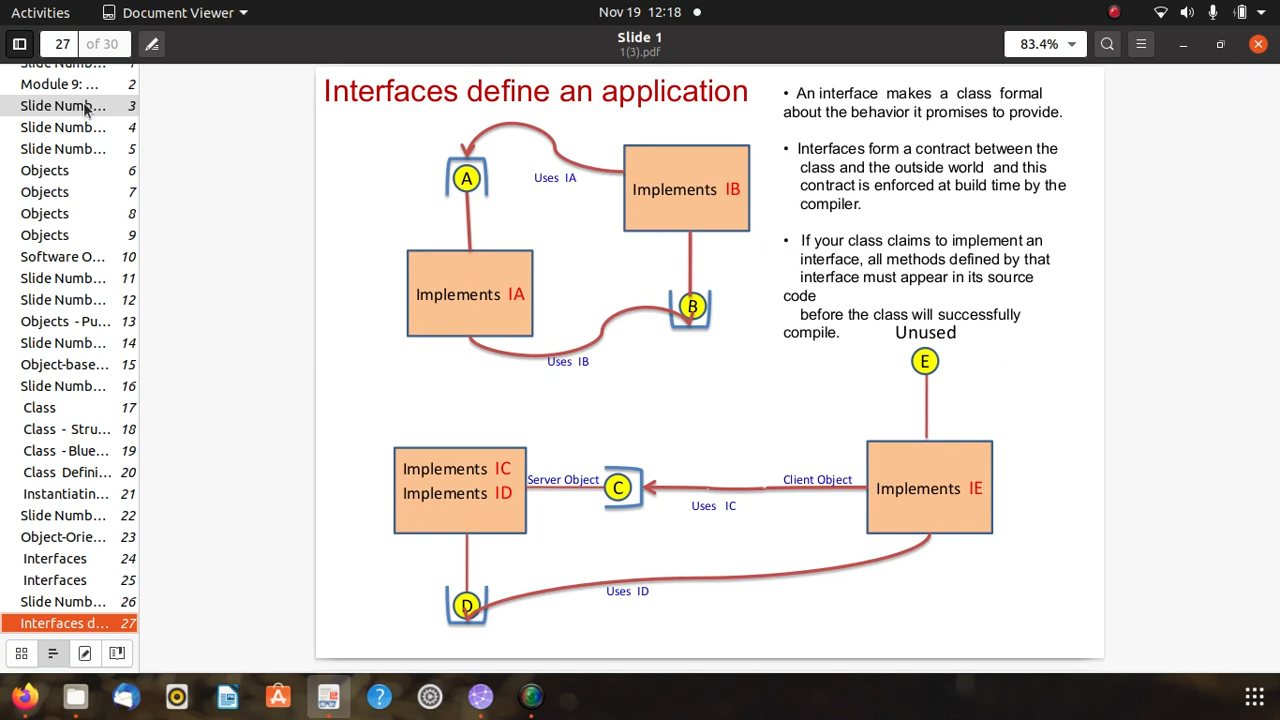 Activities
Document Viewer
Nov 19 12:18
27
of 30
Slide 1
1(3).pdf
83.4%
Slide Numb... 1
Module 9: ... 2
Slide Numb... 3
Slide Numb... 4
Slide Numb... 5
Objects 6
Objects 7
Objects 8
Objects 9
Software O... 10
Slide Numb... 11
Slide Numb... 12
Objects - Pu... 13
Slide Numb... 14
Object-base... 15
Slide Numb... 16
Class 17
Class - Stru... 18
Class - Blue... 19
Class Defini... 20
Instantiatin... 21
Slide Numb... 22
Object-Orie... 23
Interfaces 24
Interfaces 25
Slide Numb... 26
Interfaces d... 27
Interfaces define an application
• An interface makes a class formal
about the behavior it promises to provide.
• Interfaces form a contract between the
class and the outside world and this
contract is enforced at build time by the
compiler.
• If your class claims to implement an
interface, all methods defined by that
interface must appear in its source
code
before the class will successfully
compile.
A
Uses IA
Implements IB
Implements IA
B
Uses IB
Unused
E
Implements IC
Implements ID
Server Object
C
Client Object
Uses IC
Implements IE
D
Uses ID